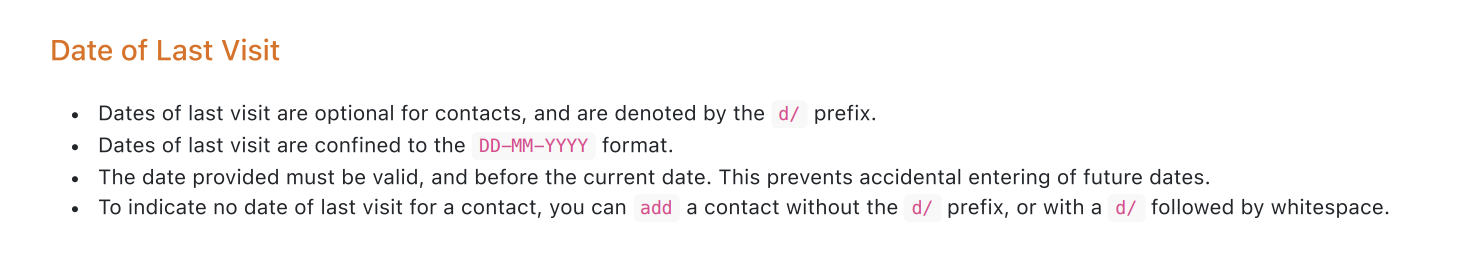 Date of Last Visit
• Dates of last visit are optional for contacts, and are denoted by the d/ prefix.
• Dates of last visit are confined to the DD-MM-YYYY format.
• The date provided must be valid, and before the current date. This prevents accidental entering of future dates.
• To indicate no date of last visit for a contact, you can add a contact without the d/ prefix, or with a d/ followed by whitespace.